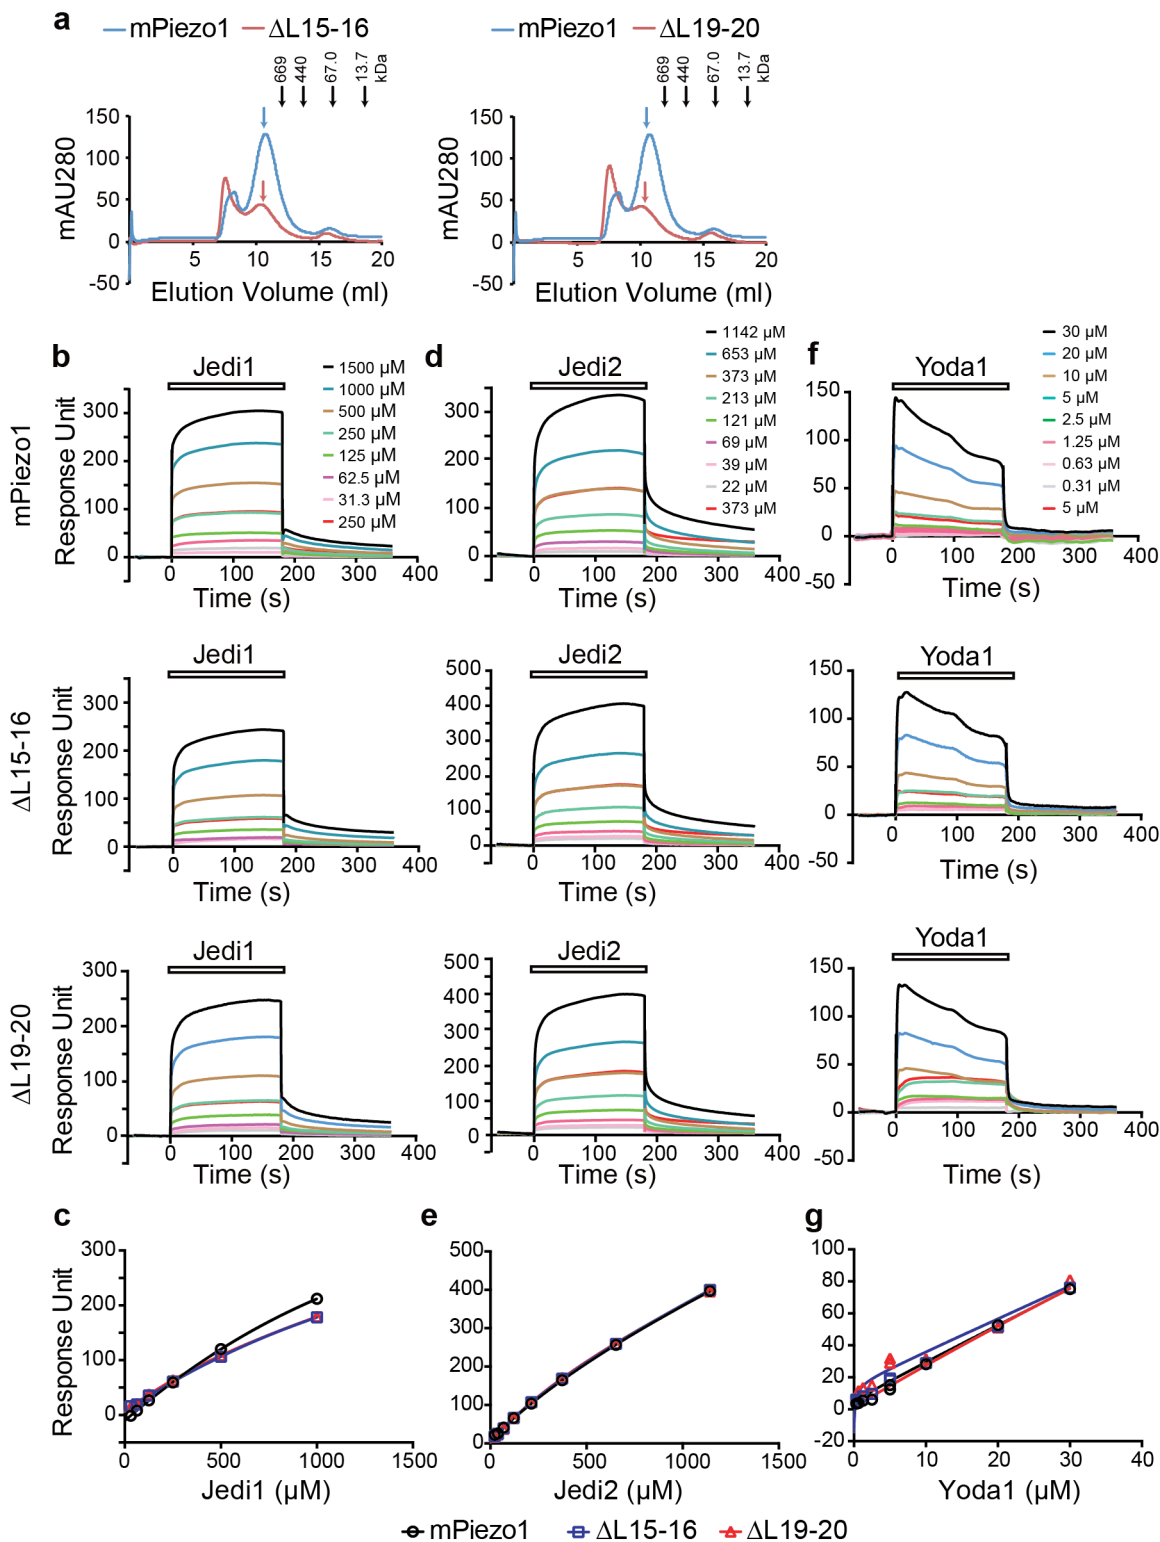 a
mPiezo1 ΔL15-16
mPiezo1 ΔL19-20
669 440 67.0 13.7 kDa
669 440 67.0 13.7 kDa
mAU280
150
100
50
0
-50
5 10 15 20
Elution Volume (ml)
mAU280
150
100
50
0
-50
5 10 15 20
Elution Volume (ml)
mPiezo1
b
Jedi1
1500 µM
1000 µM
500 µM
250 µM
125 µM
62.5 µM
31.3 µM
250 µM
Response Unit
300
200
100
0
0 100 200 300 400
Time (s)
d
Jedi2
1142 µM
653 µM
373 µM
213 µM
121 µM
69 µM
39 µM
22 µM
373 µM
300
200
100
0
0 100 200 300 400
Time (s)
f
Yoda1
30 µM
20 µM
10 µM
5 µM
2.5 µM
1.25 µM
0.63 µM
0.31 µM
5 µM
150
100
50
0
-50
0 100 200 300 400
Time (s)
ΔL15-16
Jedi1
Response Unit
300
200
100
0
0 100 200 300 400
Time (s)
Jedi2
500
400
300
200
100
0
0 100 200 300 400
Time (s)
Yoda1
150
100
50
0
-50
0 100 200 300 400
Time (s)
ΔL19-20
Jedi1
Response Unit
300
200
100
0
0 100 200 300 400
Time (s)
Jedi2
500
400
300
200
100
0
0 100 200 300 400
Time (s)
Yoda1
150
100
50
0
-50
0 100 200 300 400
Time (s)
c
Response Unit
300
200
100
0
0 500 1000 1500
Jedi1 (µM)
e
500
400
300
200
100
0
0 500 1000 1500
Jedi2 (µM)
g
100
80
60
40
20
0
-20
0 10 20 30 40
Yoda1 (µM)
mPiezo1 ΔL15-16 ΔL19-20